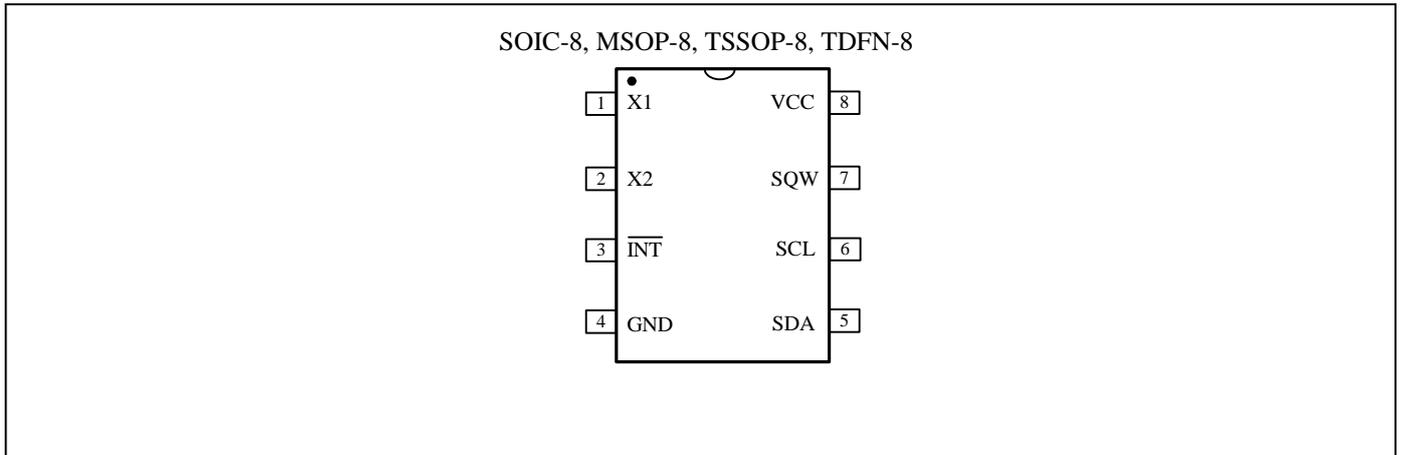 SOIC-8, MSOP-8, TSSOP-8, TDFN-8
1 X1 VCC 8
2 X2 SQW 7
3 INT SCL 6
4 GND SDA 5